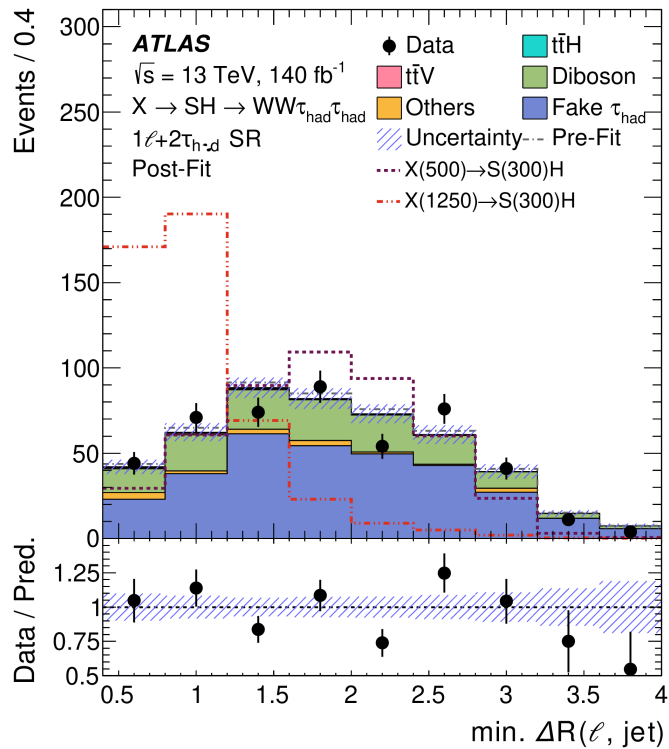 Events / 0.4
300
250
200
150
100
50
0
ATLAS
√s = 13 TeV, 140 fb⁻¹
X → SH → WWτhadτhad
1ℓ+2τh-d SR
Post-Fit
Data
tt̄H
tt̄V
Diboson
Others
Fake τhad
Uncertainty
Pre-Fit
X(500)→S(300)H
X(1250)→S(300)H
Data / Pred.
1.25
1
0.75
0.5
0.5 1 1.5 2 2.5 3 3.5 4
min. ΔR(ℓ, jet)